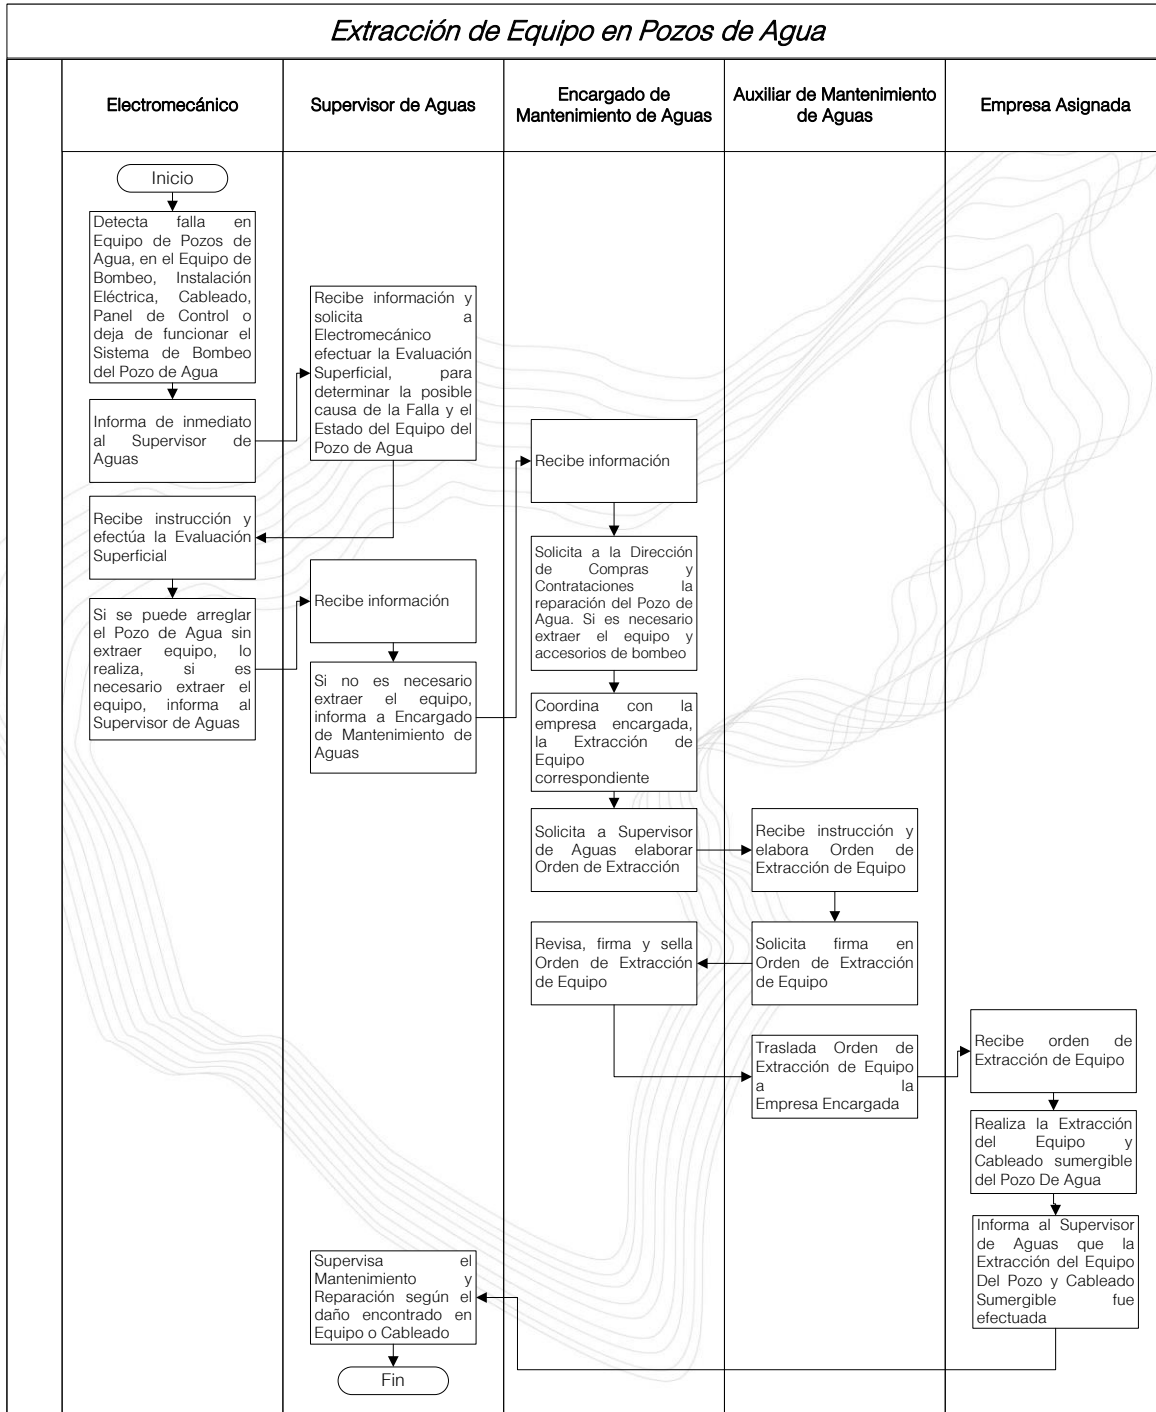 Extracción de Equipo en Pozos de Agua
Electromecánico
Supervisor de Aguas
Encargado de
Mantenimiento de Aguas
Auxiliar de Mantenimiento
de Aguas
Empresa Asignada
Inicio
Detecta falla en
Equipo de Pozos de
Agua, en el Equipo de
Bombeo, Instalación
Eléctrica, Cableado,
Panel de Control o
deja de funcionar el
Sistema de Bombeo
del Pozo de Agua
Informa de inmediato
al Supervisor de
Aguas
Recibe información y
solicita a
Electromecánico
efectuar la Evaluación
Superficial, para
determinar la posible
causa de la Falla y el
Estado del Equipo del
Pozo de Agua
Recibe instrucción y
efectúa la Evaluación
Superficial
Si se puede arreglar
el Pozo de Agua sin
extraer equipo, lo
realiza, si es
necesario extraer el
equipo, informa al
Supervisor de Aguas
Recibe información
Si no es necesario
extraer el equipo,
informa a Encargado
de Mantenimiento de
Aguas
Recibe información
Solicita a la Dirección
de Compras y
Contrataciones la
reparación del Pozo de
Agua. Si es necesario
extraer el equipo y
accesorios de bombeo
Coordina con la
empresa encargada,
la Extracción de
Equipo
correspondiente
Solicita a Supervisor
de Aguas elaborar
Orden de Extracción
Recibe instrucción y
elabora Orden de
Extracción de Equipo
Solicita firma en
Orden de Extracción
de Equipo
Revisa, firma y sella
Orden de Extracción
de Equipo
Traslada Orden de
Extracción de Equipo
a la
Empresa Encargada
Recibe orden de
Extracción de Equipo
Realiza la Extracción
del Equipo y
Cableado sumergible
del Pozo De Agua
Informa al Supervisor
de Aguas que la
Extracción del Equipo
Del Pozo y Cableado
Sumergible fue
efectuada
Supervisa el
Mantenimiento y
Reparación según el
daño encontrado en
Equipo o Cableado
Fin